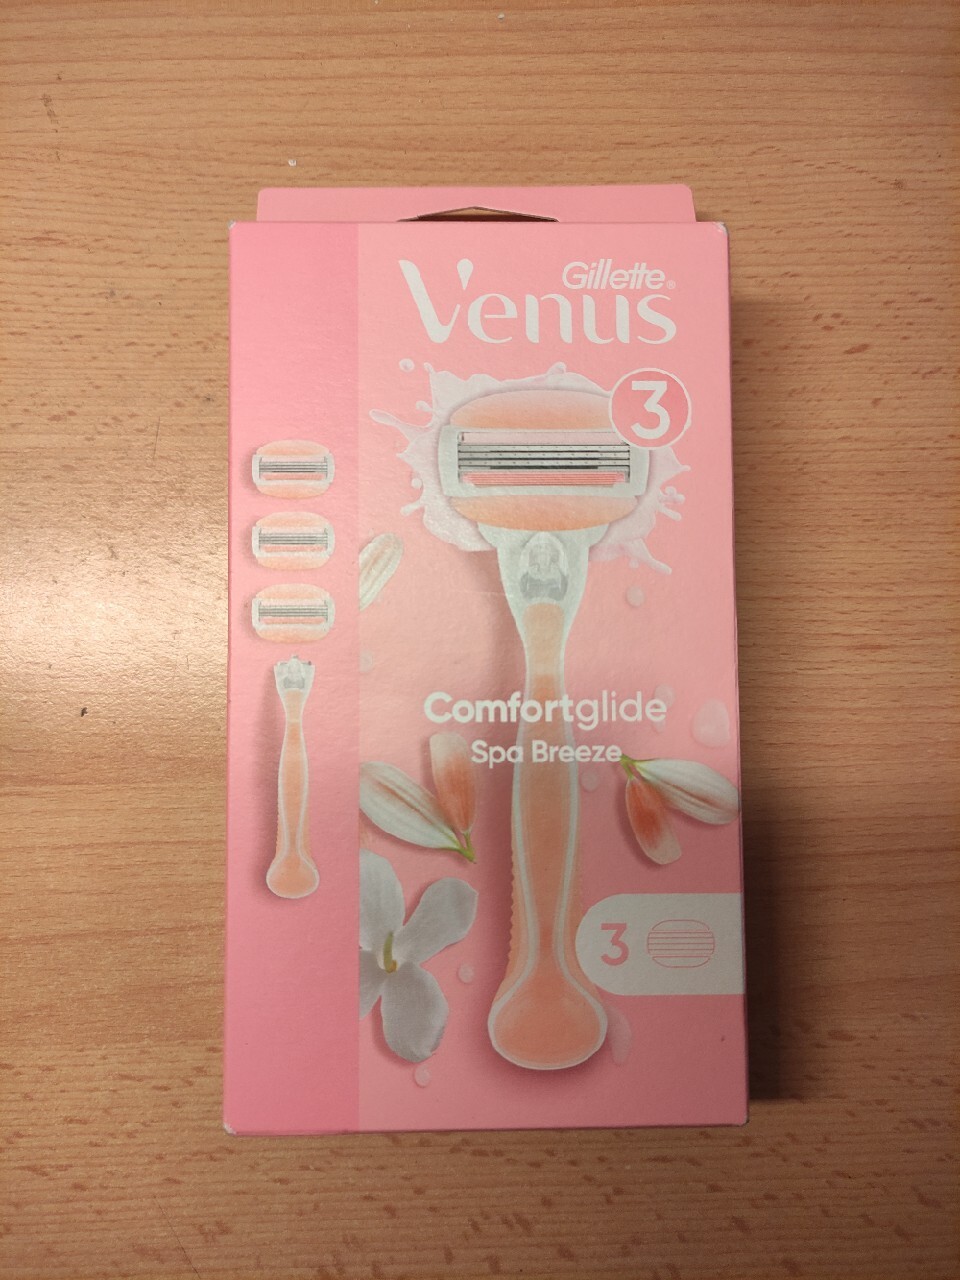 Gillette®
Venus
3
Comfortglide
Spa Breeze
3